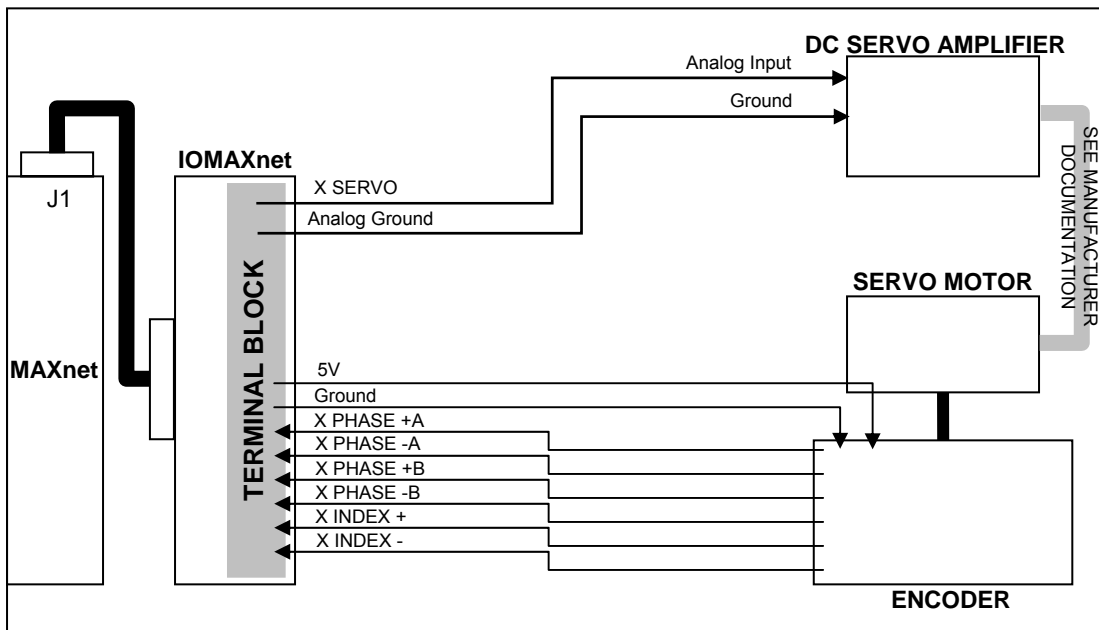 DC SERVO AMPLIFIER
Analog Input
Ground
IOMAXnet
J1
X SERVO
Analog Ground
SEE MANUFACTURER
DOCUMENTATION
SERVO MOTOR
TERMINAL BLOCK
MAXnet
5V
Ground
X PHASE +A
X PHASE -A
X PHASE +B
X PHASE -B
X INDEX +
X INDEX -
ENCODER